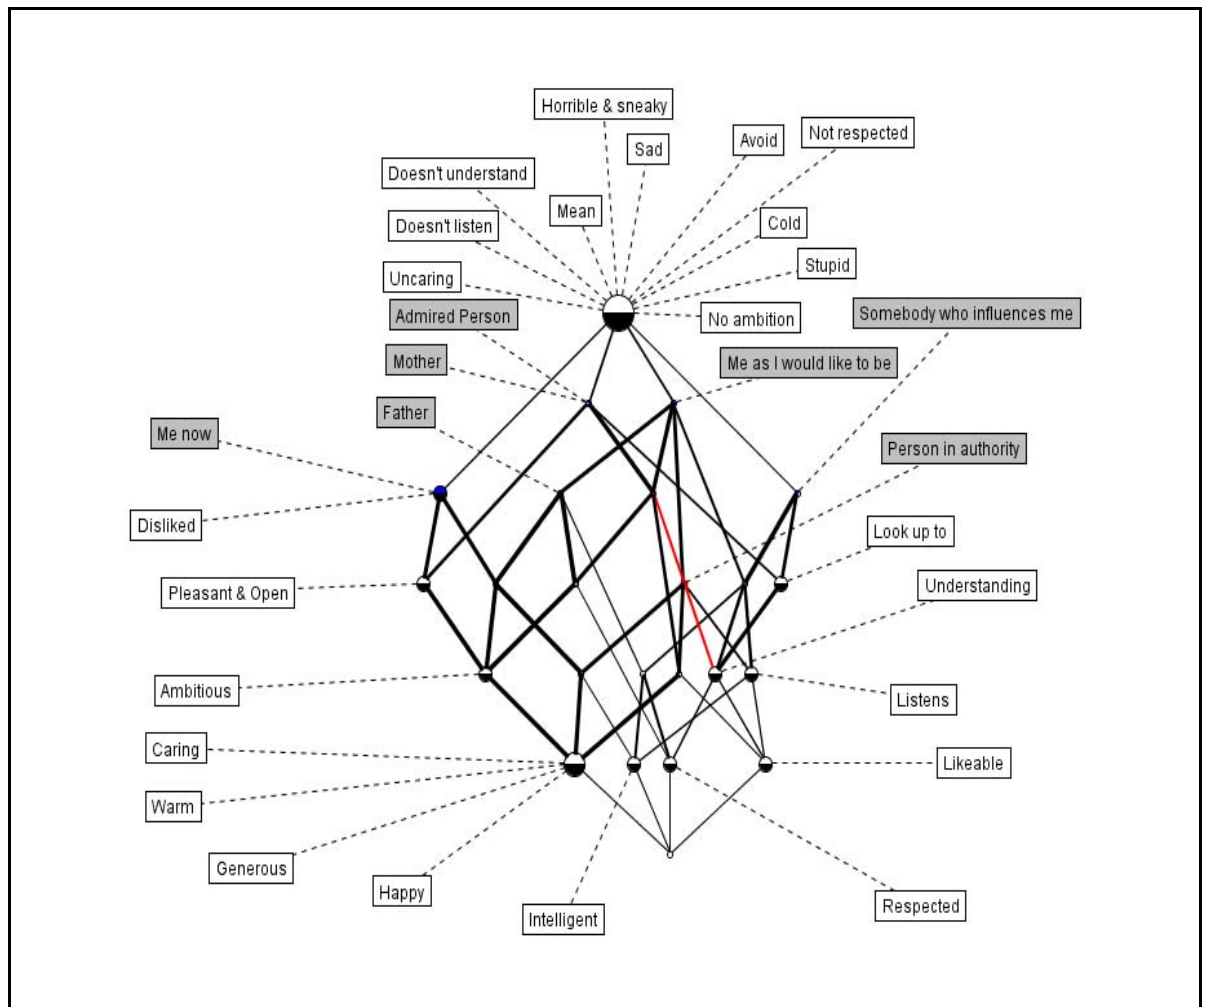 Horrible & sneaky
Not respected
Avoid
Sad
Doesn't understand
Mean
Cold
Doesn't listen
Stupid
Uncaring
Admired Person
No ambition
Somebody who influences me
Mother
Me as I would like to be
Father
Me now
Person in authority
Disliked
Look up to
Pleasant & Open
Understanding
Ambitious
Listens
Caring
Likeable
Warm
Generous
Happy
Intelligent
Respected